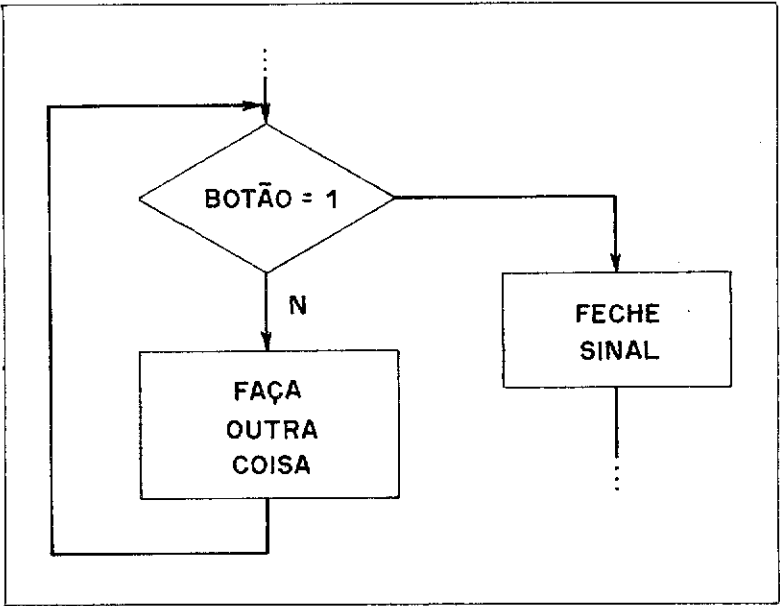 BOTÃO = 1
N
FECHE
SINAL
FAÇA
OUTRA
COISA